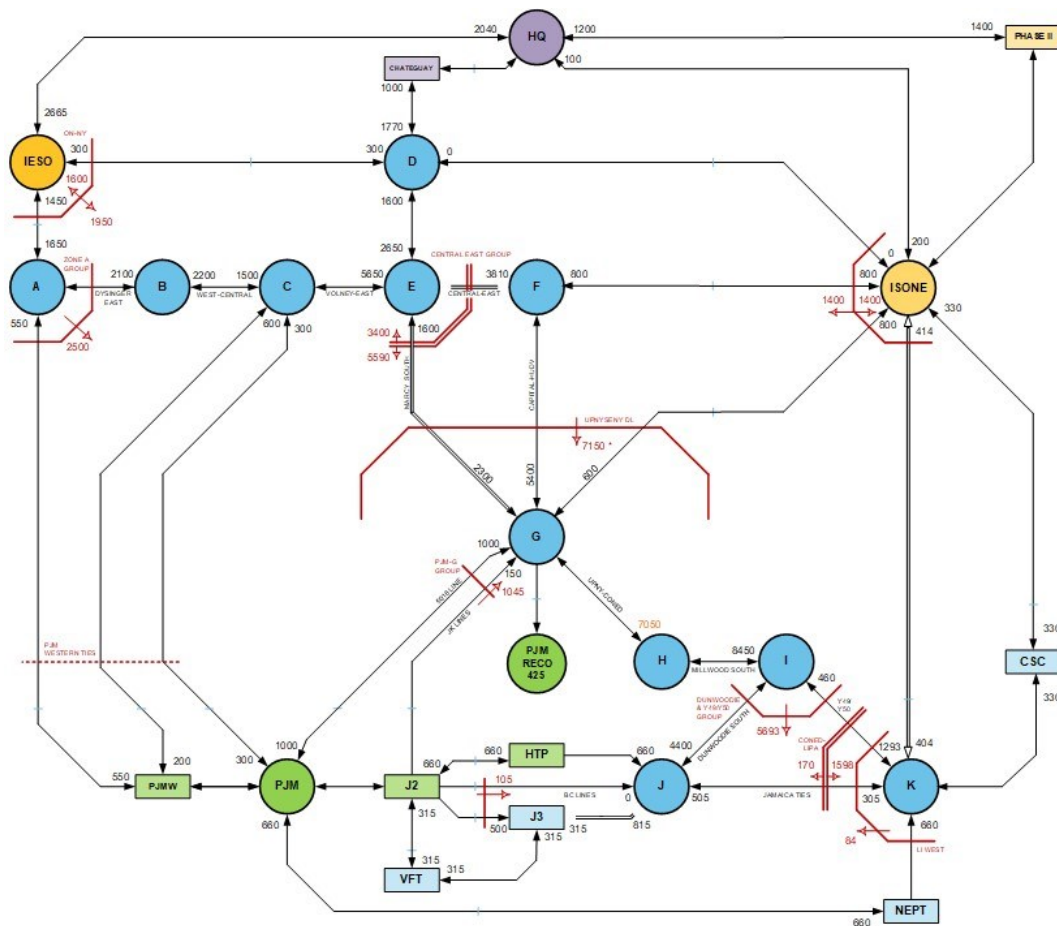 2040
HQ
1200
1400
PHASE II
CHATEGUAY
100
1000
2665
ON-NY
1770
IESO
300
300
D
0
1600
1450
1950
1600
1650
2650
CENTRAL EAST GROUP
200
0
A
ZONE A
GROUP
2100
DYSINGER
EAST
B
2200
WEST-CENTRAL
1500
C
VOLNEY-EAST
5650
E
CENTRAL-EAST
3810
F
800
800
ISONE
550
2500
600
300
3400
5590
1600
1400
1400
800
330
414
MARCY SOUTH
CAPITAL-HUDV
UPNYSENY DL
7150 *
2300
5400
600
G
1000
PJM-G
GROUP
150
1045
5018 LINE
JK LINES
UPNY-CONED
PJM
WESTERN TIES
PJM
RECO
425
7050
H
8450
MILLWOOD SOUTH
I
330
CSC
330
DUNWOODIE
& Y49/Y50
GROUP
DUNWOODIE SOUTH
460
Y49/
Y50
5693
CONED-
LIPA
170
1598
1293
404
1000
660
HTP
660
4400
550
PJMW
200
300
PJM
J2
660
105
BC LINES
0
J
505
JAMAICA TIES
305
K
660
660
315
500
J3
315
815
315
84
LI WEST
315
VFT
315
660
NEPT